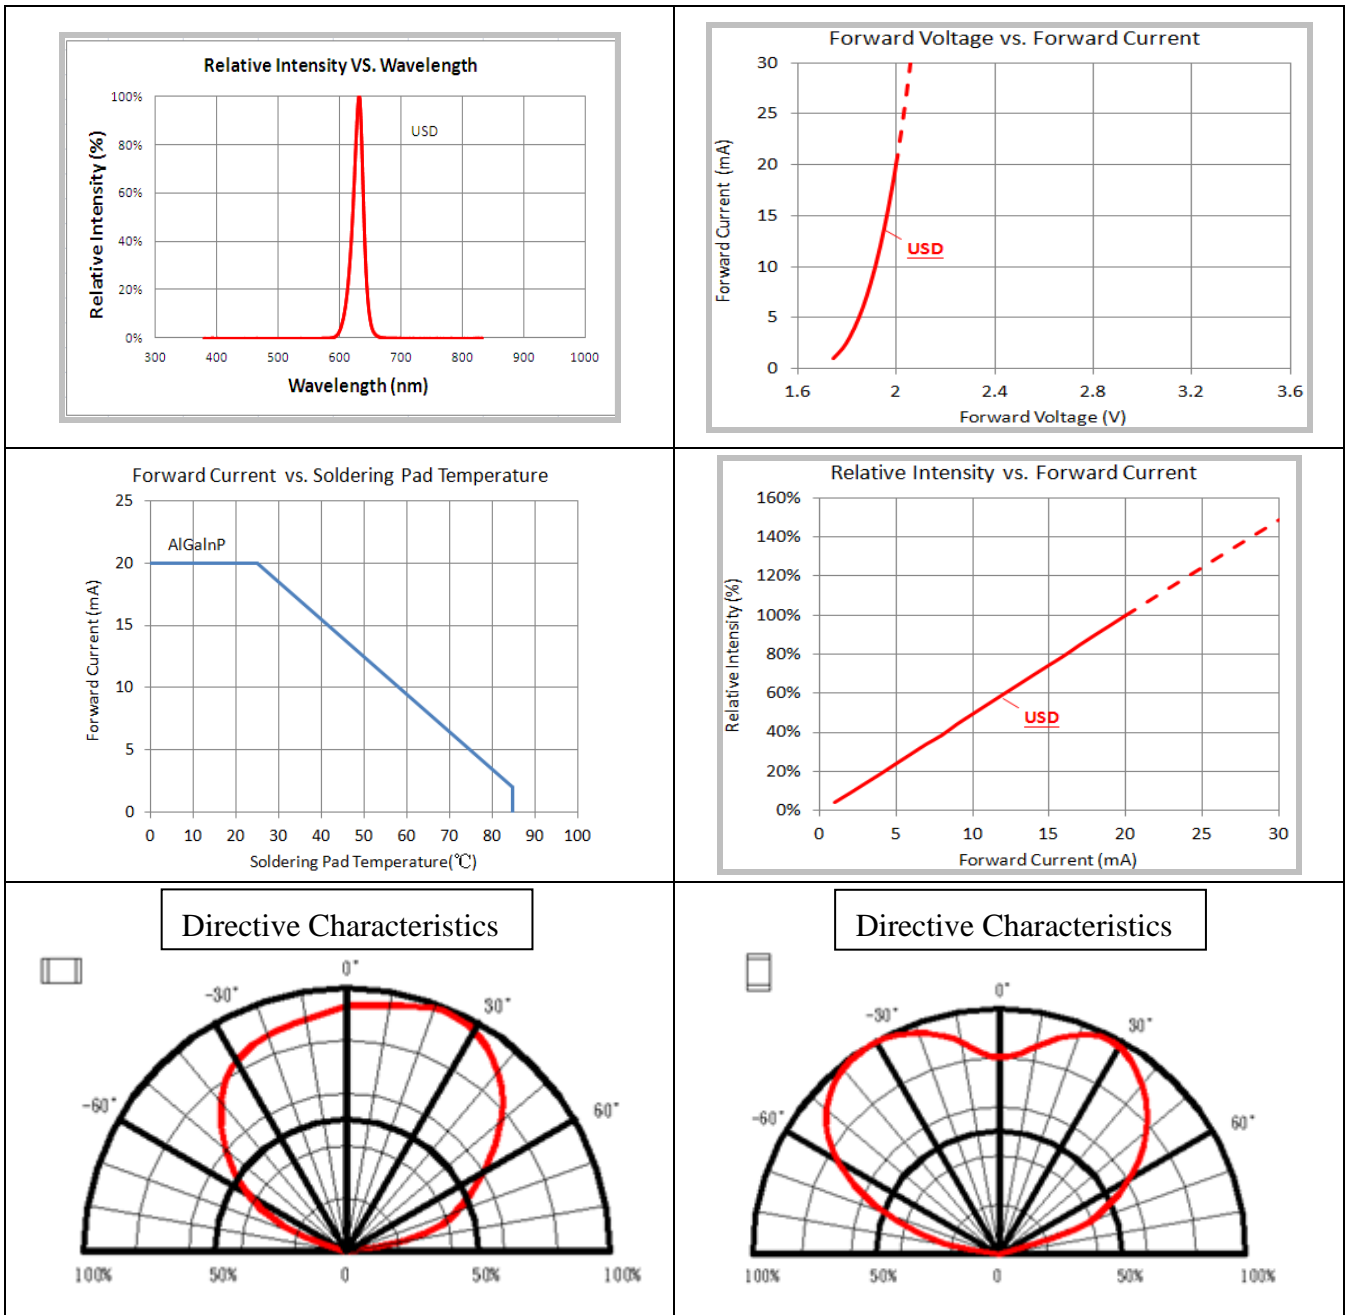 Relative Intensity VS. Wavelength
100%
80%
60%
40%
20%
0%
Relative Intensity (%)
USD
300 400 500 600 700 800 900 1000
Wavelength (nm)
Forward Voltage vs. Forward Current
30
25
20
15
10
5
0
Forward Current (mA)
USD
1.6 2 2.4 2.8 3.2 3.6
Forward Voltage (V)
Forward Current vs. Soldering Pad Temperature
25
20
15
10
5
0
Forward Current (mA)
AlGaInP
0 10 20 30 40 50 60 70 80 90 100
Soldering Pad Temperature(℃)
Relative Intensity vs. Forward Current
160%
140%
120%
100%
80%
60%
40%
20%
0%
Relative Intensity (%)
USD
0 5 10 15 20 25 30
Forward Current (mA)
Directive Characteristics
0°
-30° 30°
-60° 60°
100% 50% 0 50% 100%
Directive Characteristics
0°
-30° 30°
-60° 60°
100% 50% 0 50% 100%